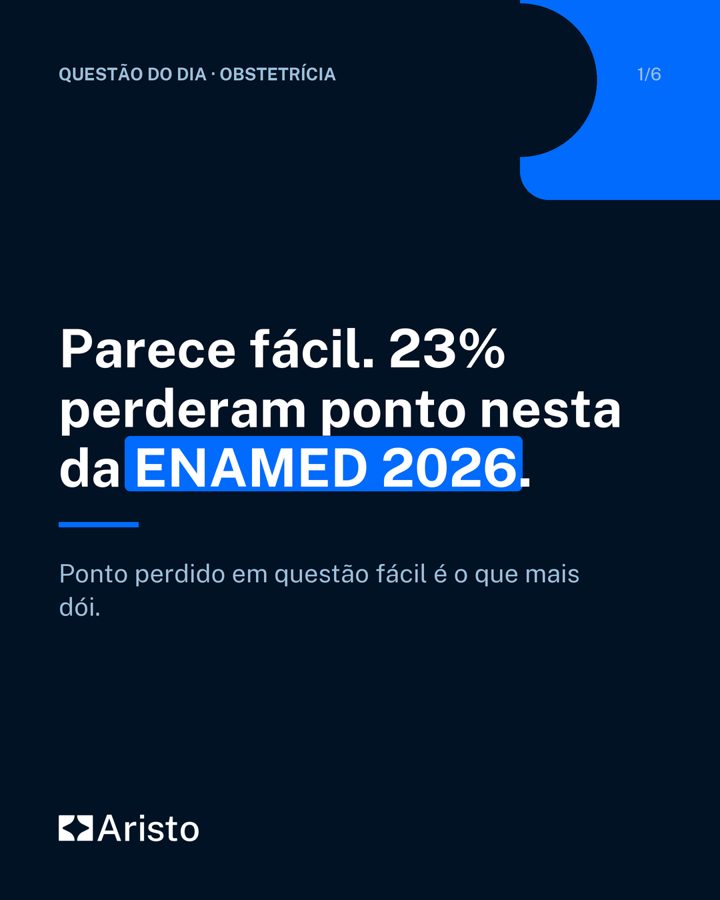 QUESTÃO DO DIA · OBSTETRÍCIA
1/6
Parece fácil. 23%
perderam ponto nesta
da ENAMED 2026.
Ponto perdido em questão fácil é o que mais
dói.
Aristo